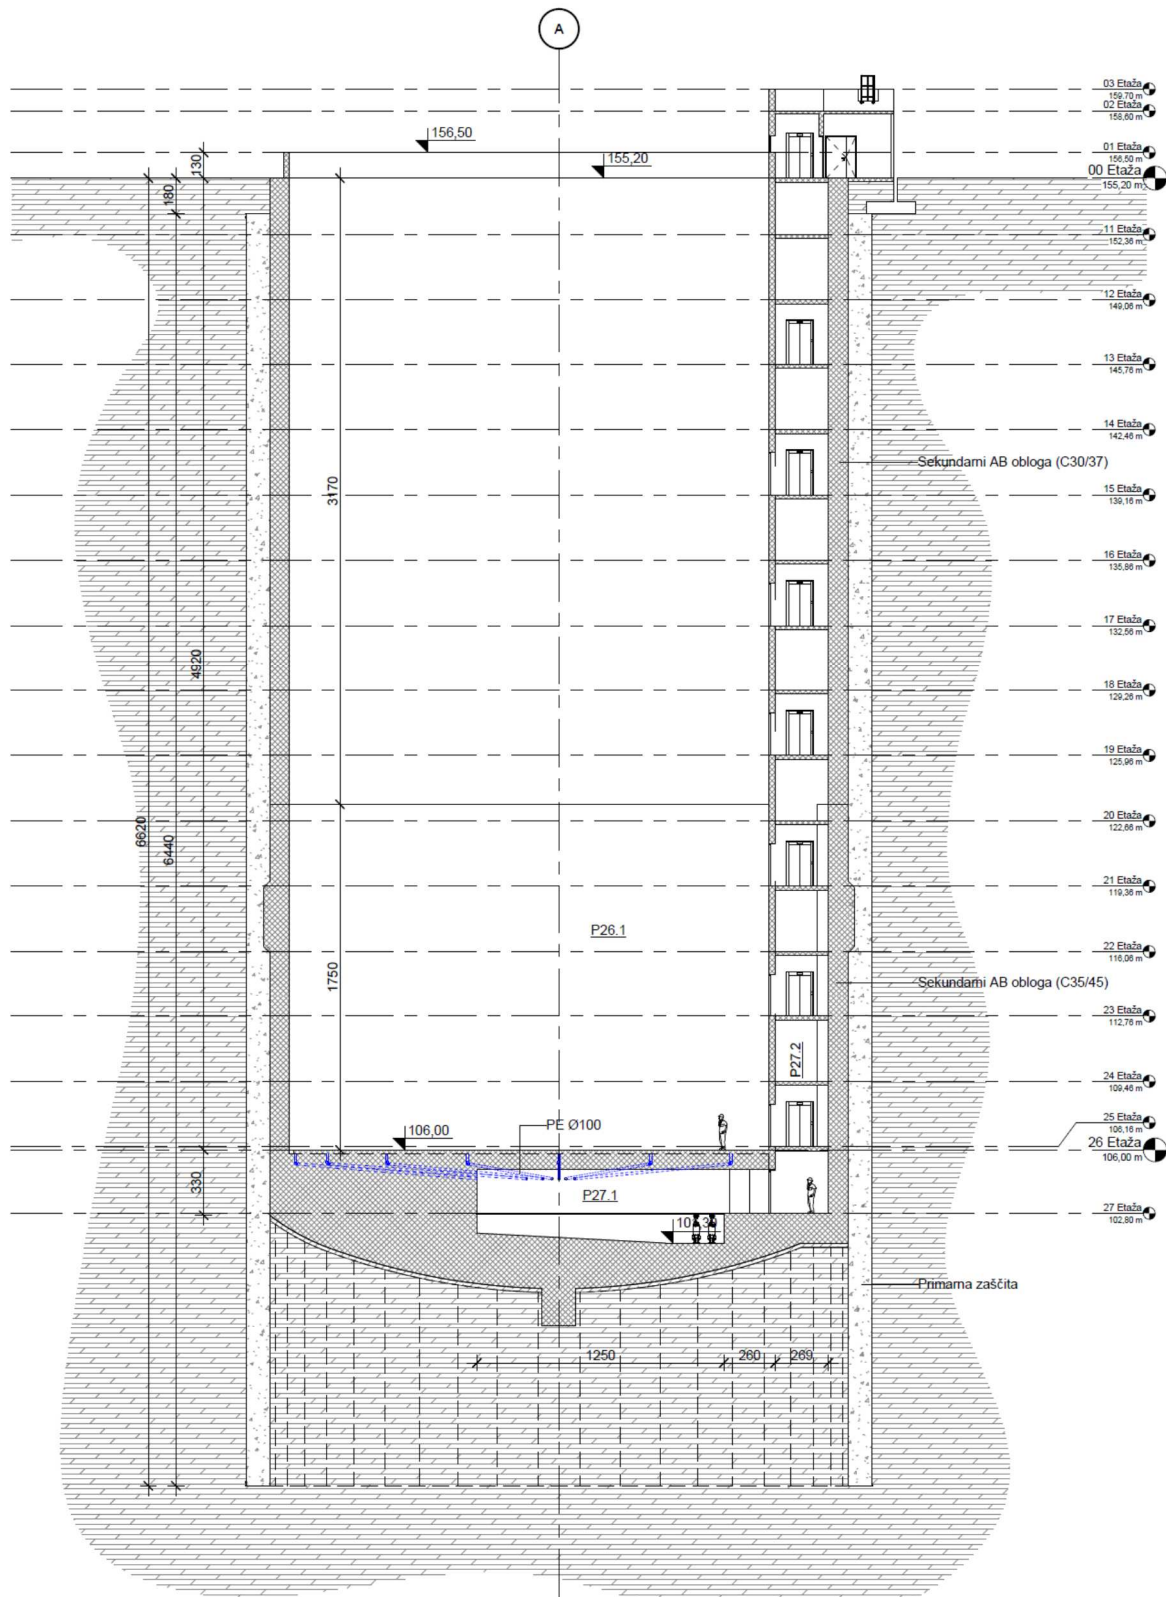 A
03 Etaža
159,70 m
02 Etaža
158,60 m
156,50
01 Etaža
156,50 m
130
155,20
00 Etaža
155,20 m
180
11 Etaža
152,36 m
12 Etaža
149,06 m
13 Etaža
145,76 m
14 Etaža
142,46 m
Sekundarni AB obloga (C30/37)
3170
15 Etaža
139,16 m
16 Etaža
135,86 m
17 Etaža
132,56 m
4920
18 Etaža
129,26 m
19 Etaža
125,96 m
20 Etaža
122,66 m
6620
6440
21 Etaža
119,36 m
P26.1
22 Etaža
116,06 m
1750
Sekundarni AB obloga (C35/45)
23 Etaža
112,76 m
P27.2
24 Etaža
109,46 m
25 Etaža
106,16 m
106,00
PE Ø100
26 Etaža
106,00 m
330
P27.1
27 Etaža
102,80 m
Primarna zaščita
1250
260
269